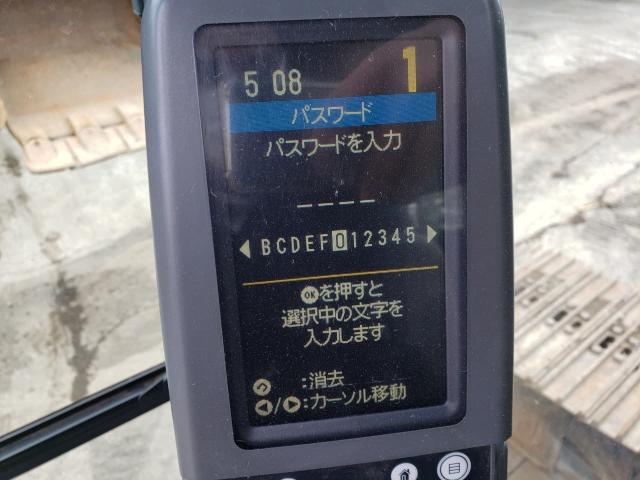 5 08 1
パスワード
パスワードを入力
_ _ _ _
◀ BCDEF012345 ▶
OKを押すと
選択中の文字を
入力します
:消去
◀/▶:カーソル移動